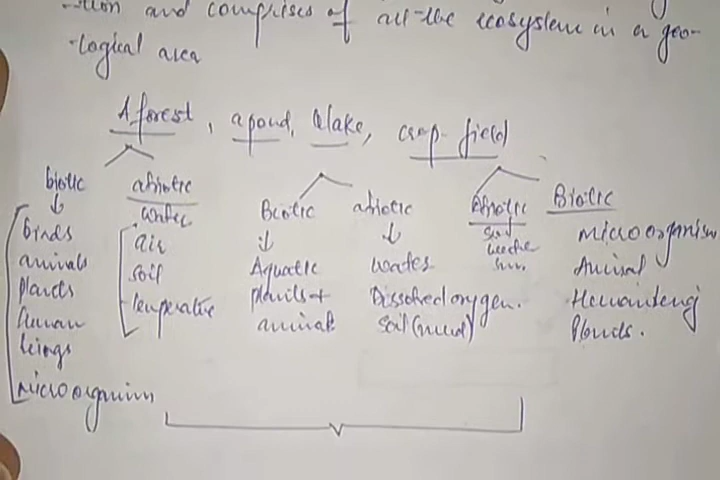 -tion and comprises of all the ecosystem in a geo-
-logical area
A forest, a pond, a lake, crop field
biotic
birds
animals
plants
human
beings
microorganism
abiotic
water
air
soil
temperature
Biotic
Aquatic
plants +
animals
abiotic
water
Dissolved oxygen.
soil (mud)
Abiotic
soil
sun
Biotic
Microorganism
Animal
Plants.